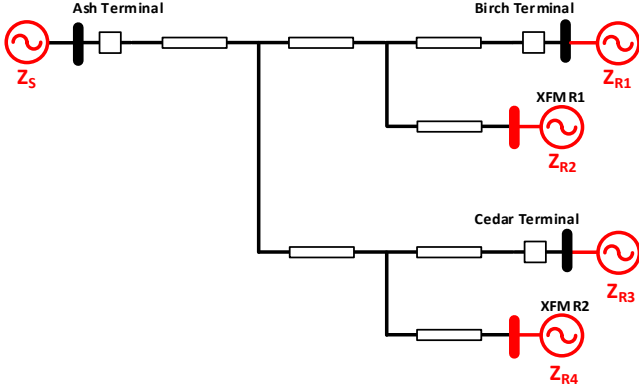 Ash Terminal
Birch Terminal
ZS
ZR1
XFMR1
ZR2
Cedar Terminal
ZR3
XFMR2
ZR4